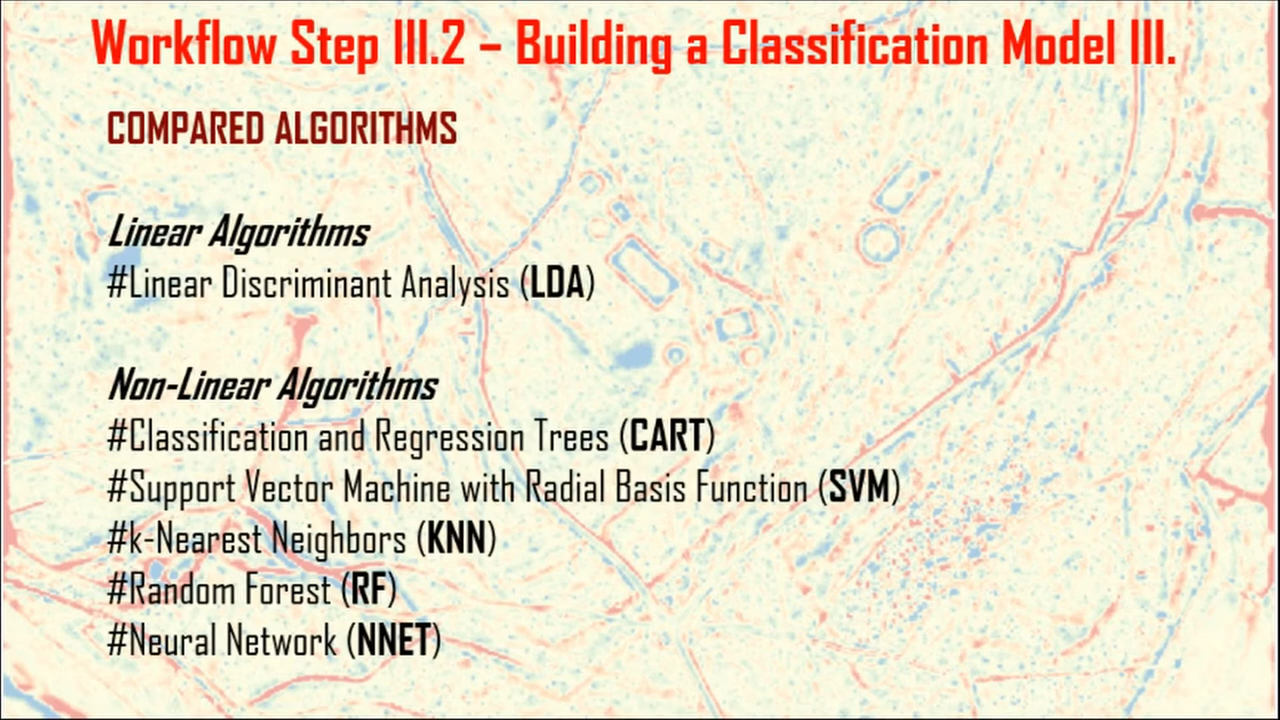 Workflow Step III.2 – Building a Classification Model III.
COMPARED ALGORITHMS
Linear Algorithms
#Linear Discriminant Analysis (LDA)
Non-Linear Algorithms
#Classification and Regression Trees (CART)
#Support Vector Machine with Radial Basis Function (SVM)
#k-Nearest Neighbors (KNN)
#Random Forest (RF)
#Neural Network (NNET)